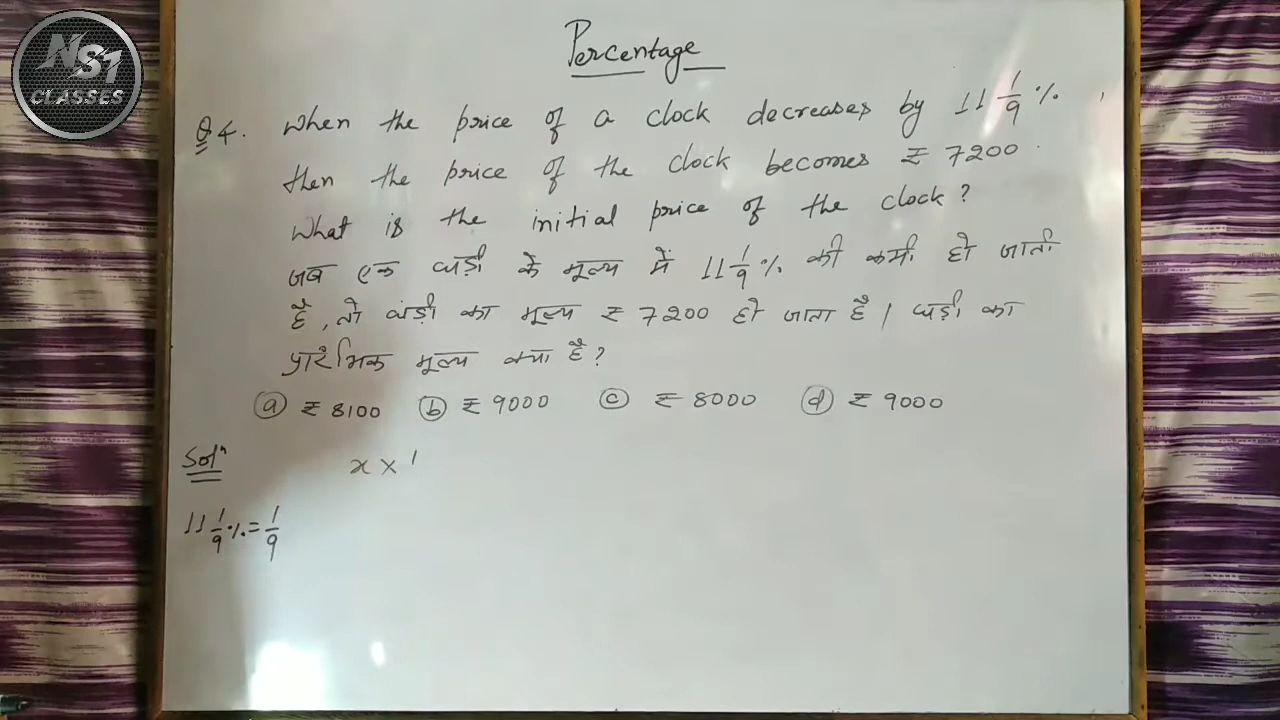 NS1
CLASSES
Percentage
Q4. When the price of a clock decreases by 11 1/9 %,
then the price of the clock becomes ₹ 7200.
What is the initial price of the clock?
जब एक घड़ी के मूल्य में 11 1/9 % की कमी हो जाती
है, तो घड़ी का मूल्य ₹ 7200 हो जाता है। घड़ी का
प्रारंभिक मूल्य क्या है?
(a) ₹ 8100 (b) ₹ 9000 (c) ₹ 8000 (d) ₹ 9000
Solⁿ
x × 1
11 1/9 % = 1/9